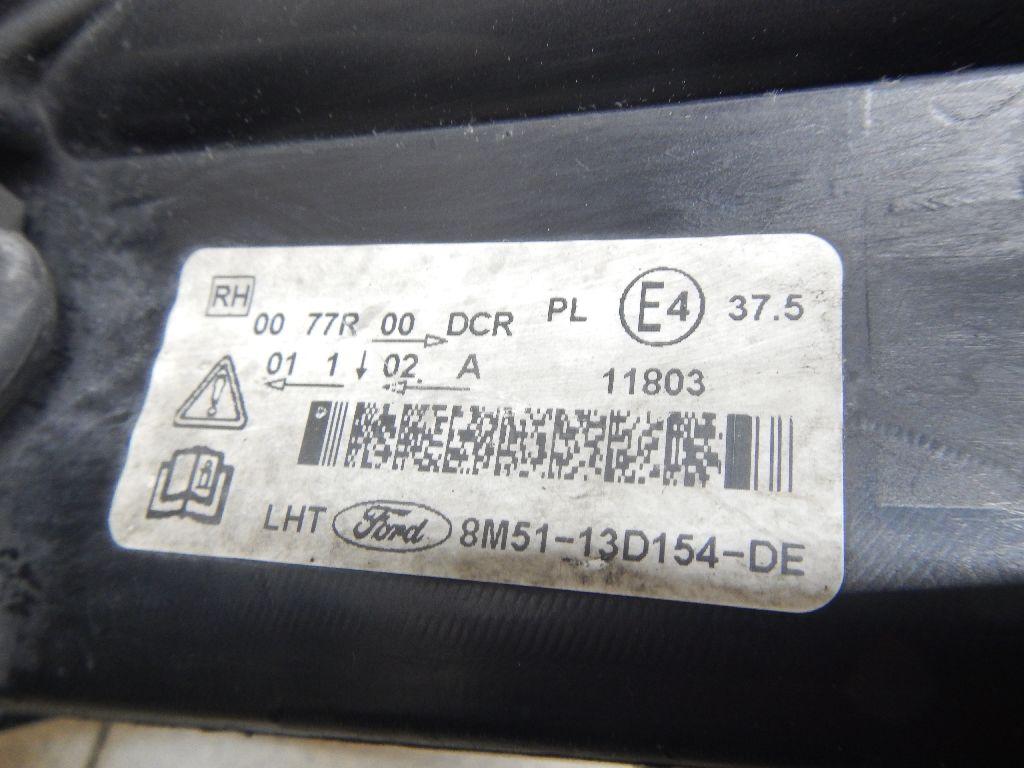 RH
00 77R 00 DCR PL E4 37.5
01 1 02 A 11803
LHT Ford 8M51-13D154-DE